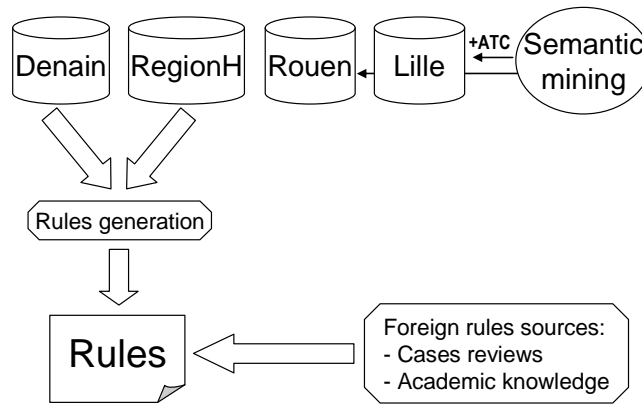 Denain
RegionH
Rouen
Lille
+ATC
Semantic
mining
Rules generation
Rules
Foreign rules sources:
- Cases reviews
- Academic knowledge